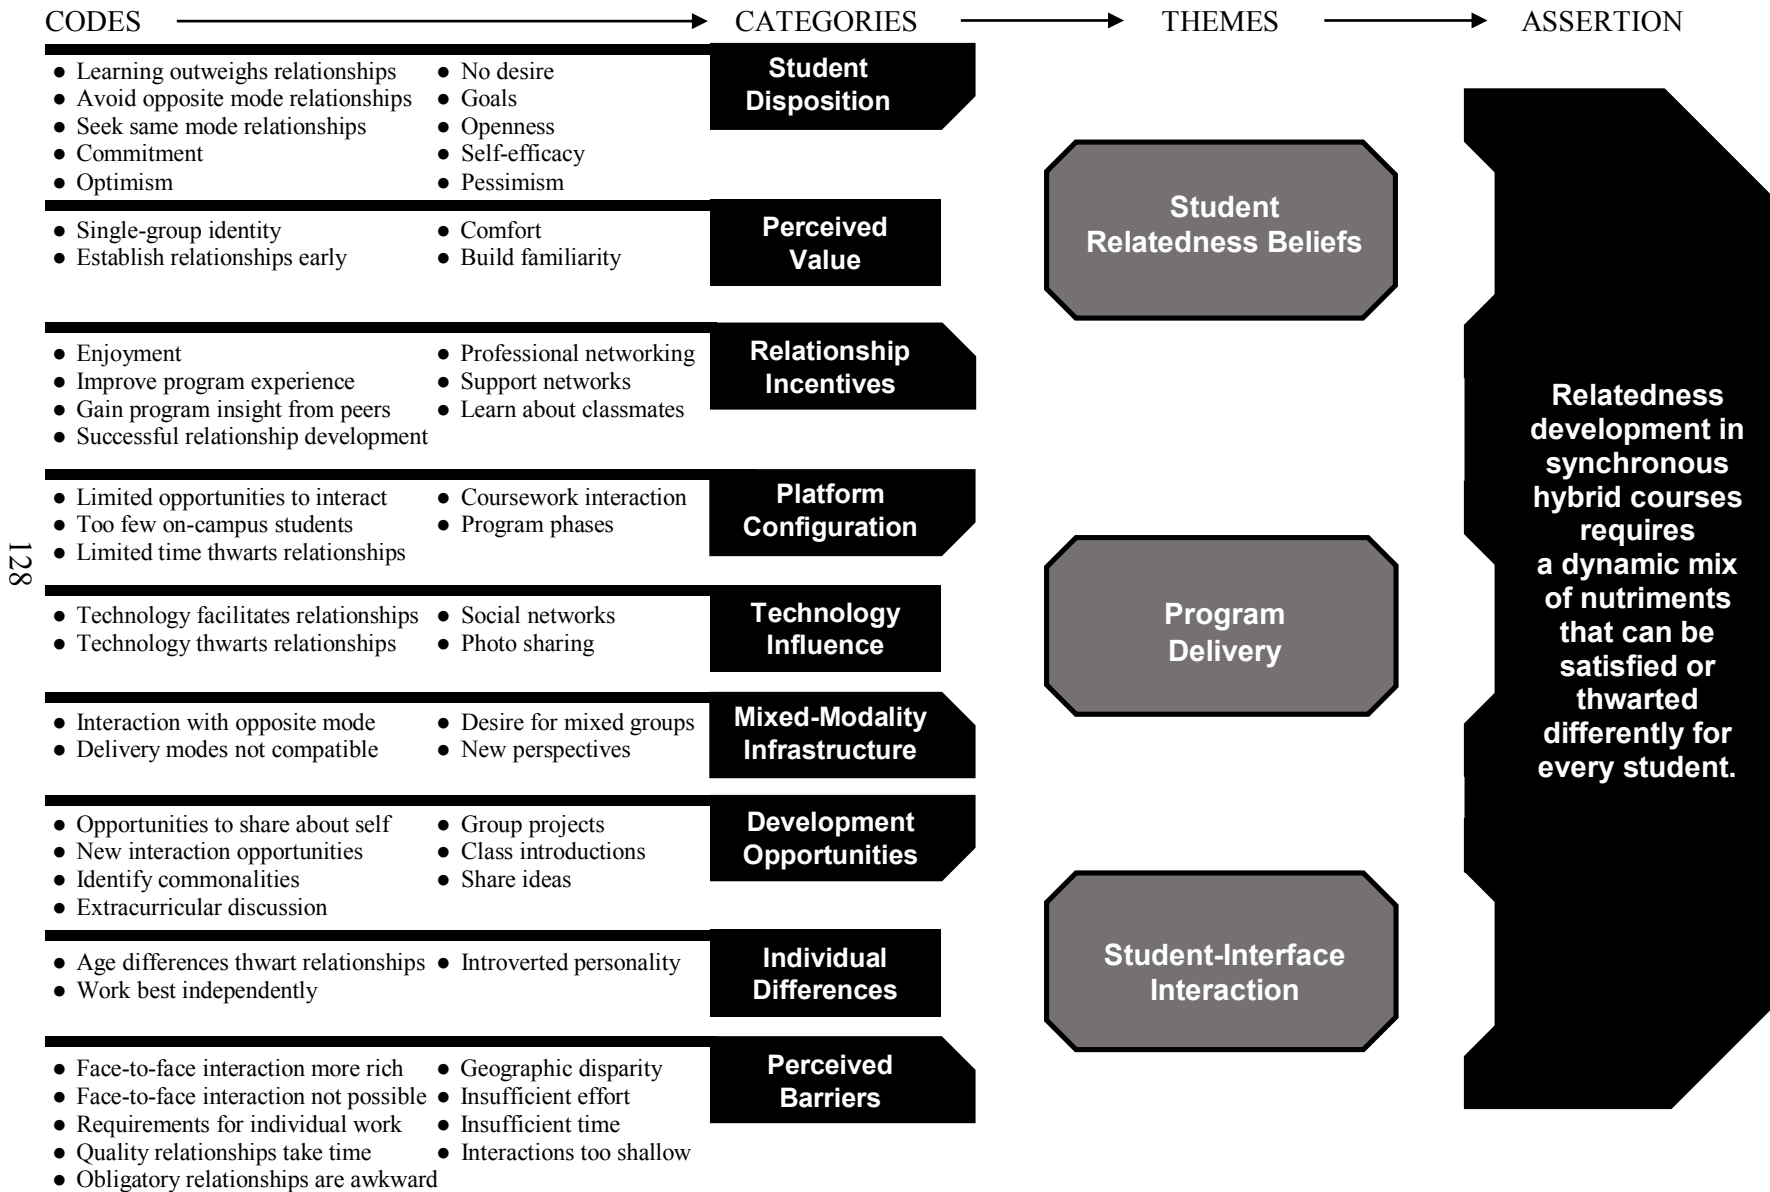 CODES CATEGORIES THEMES ASSERTION
● Learning outweighs relationships ● No desire
● Avoid opposite mode relationships ● Goals
● Seek same mode relationships ● Openness
● Commitment ● Self-efficacy
● Optimism ● Pessimism
Student
Disposition
● Single-group identity ● Comfort
● Establish relationships early ● Build familiarity
Perceived
Value
● Enjoyment ● Professional networking
● Improve program experience ● Support networks
● Gain program insight from peers ● Learn about classmates
● Successful relationship development
Relationship
Incentives
● Limited opportunities to interact ● Coursework interaction
● Too few on-campus students ● Program phases
● Limited time thwarts relationships
Platform
Configuration
● Technology facilitates relationships ● Social networks
● Technology thwarts relationships ● Photo sharing
Technology
Influence
● Interaction with opposite mode ● Desire for mixed groups
● Delivery modes not compatible ● New perspectives
Mixed-Modality
Infrastructure
● Opportunities to share about self ● Group projects
● New interaction opportunities ● Class introductions
● Identify commonalities ● Share ideas
● Extracurricular discussion
Development
Opportunities
● Age differences thwart relationships ● Introverted personality
● Work best independently
Individual
Differences
● Face-to-face interaction more rich ● Geographic disparity
● Face-to-face interaction not possible ● Insufficient effort
● Requirements for individual work ● Insufficient time
● Quality relationships take time ● Interactions too shallow
● Obligatory relationships are awkward
Perceived
Barriers
Student
Relatedness Beliefs
Program
Delivery
Student-Interface
Interaction
Relatedness
development in
synchronous
hybrid courses
requires
a dynamic mix
of nutriments
that can be
satisfied or
thwarted
differently for
every student.
128